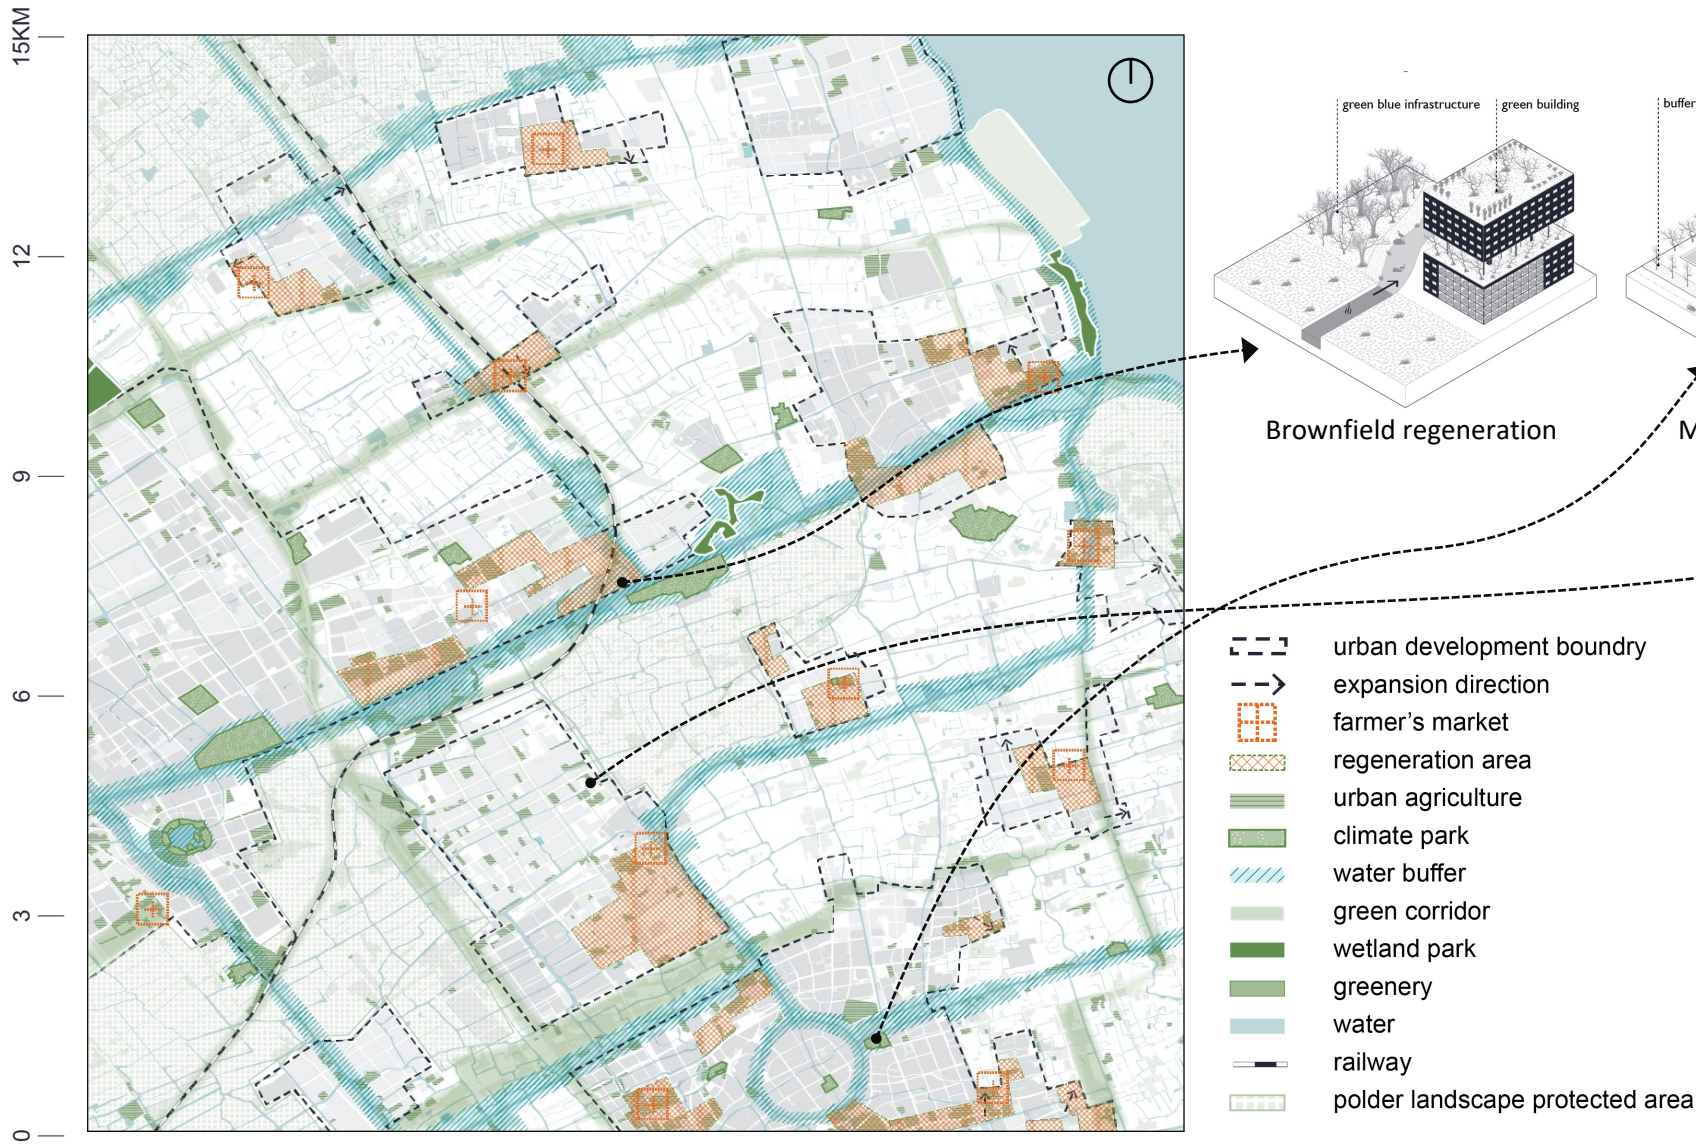 15KM
12
9
6
3
0
green blue infrastructure
green building
buffer
Brownfield regeneration
M
urban development boundry
expansion direction
farmer's market
regeneration area
urban agriculture
climate park
water buffer
green corridor
wetland park
greenery
water
railway
polder landscape protected area